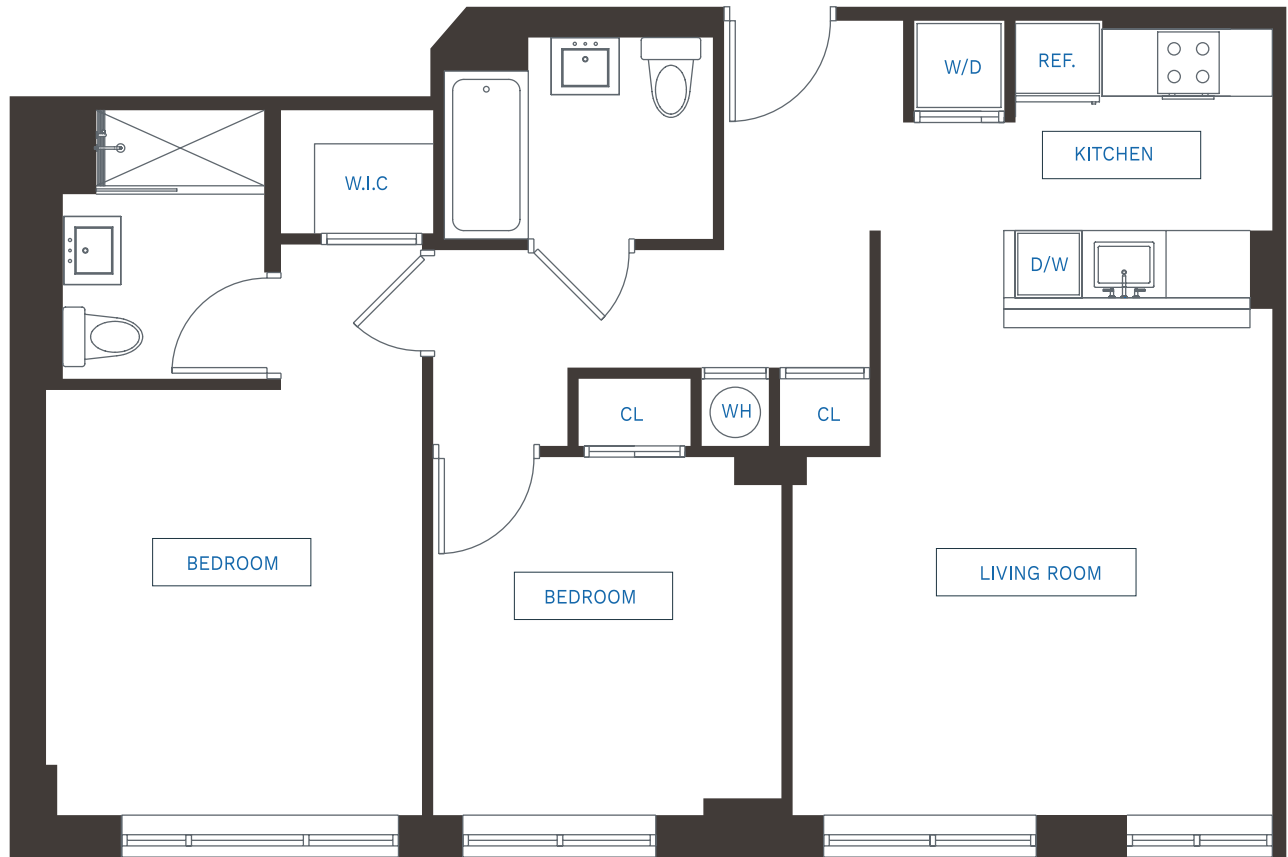 W/D
REF.
KITCHEN
W.I.C
D/W
CL
WH
CL
BEDROOM
BEDROOM
LIVING ROOM